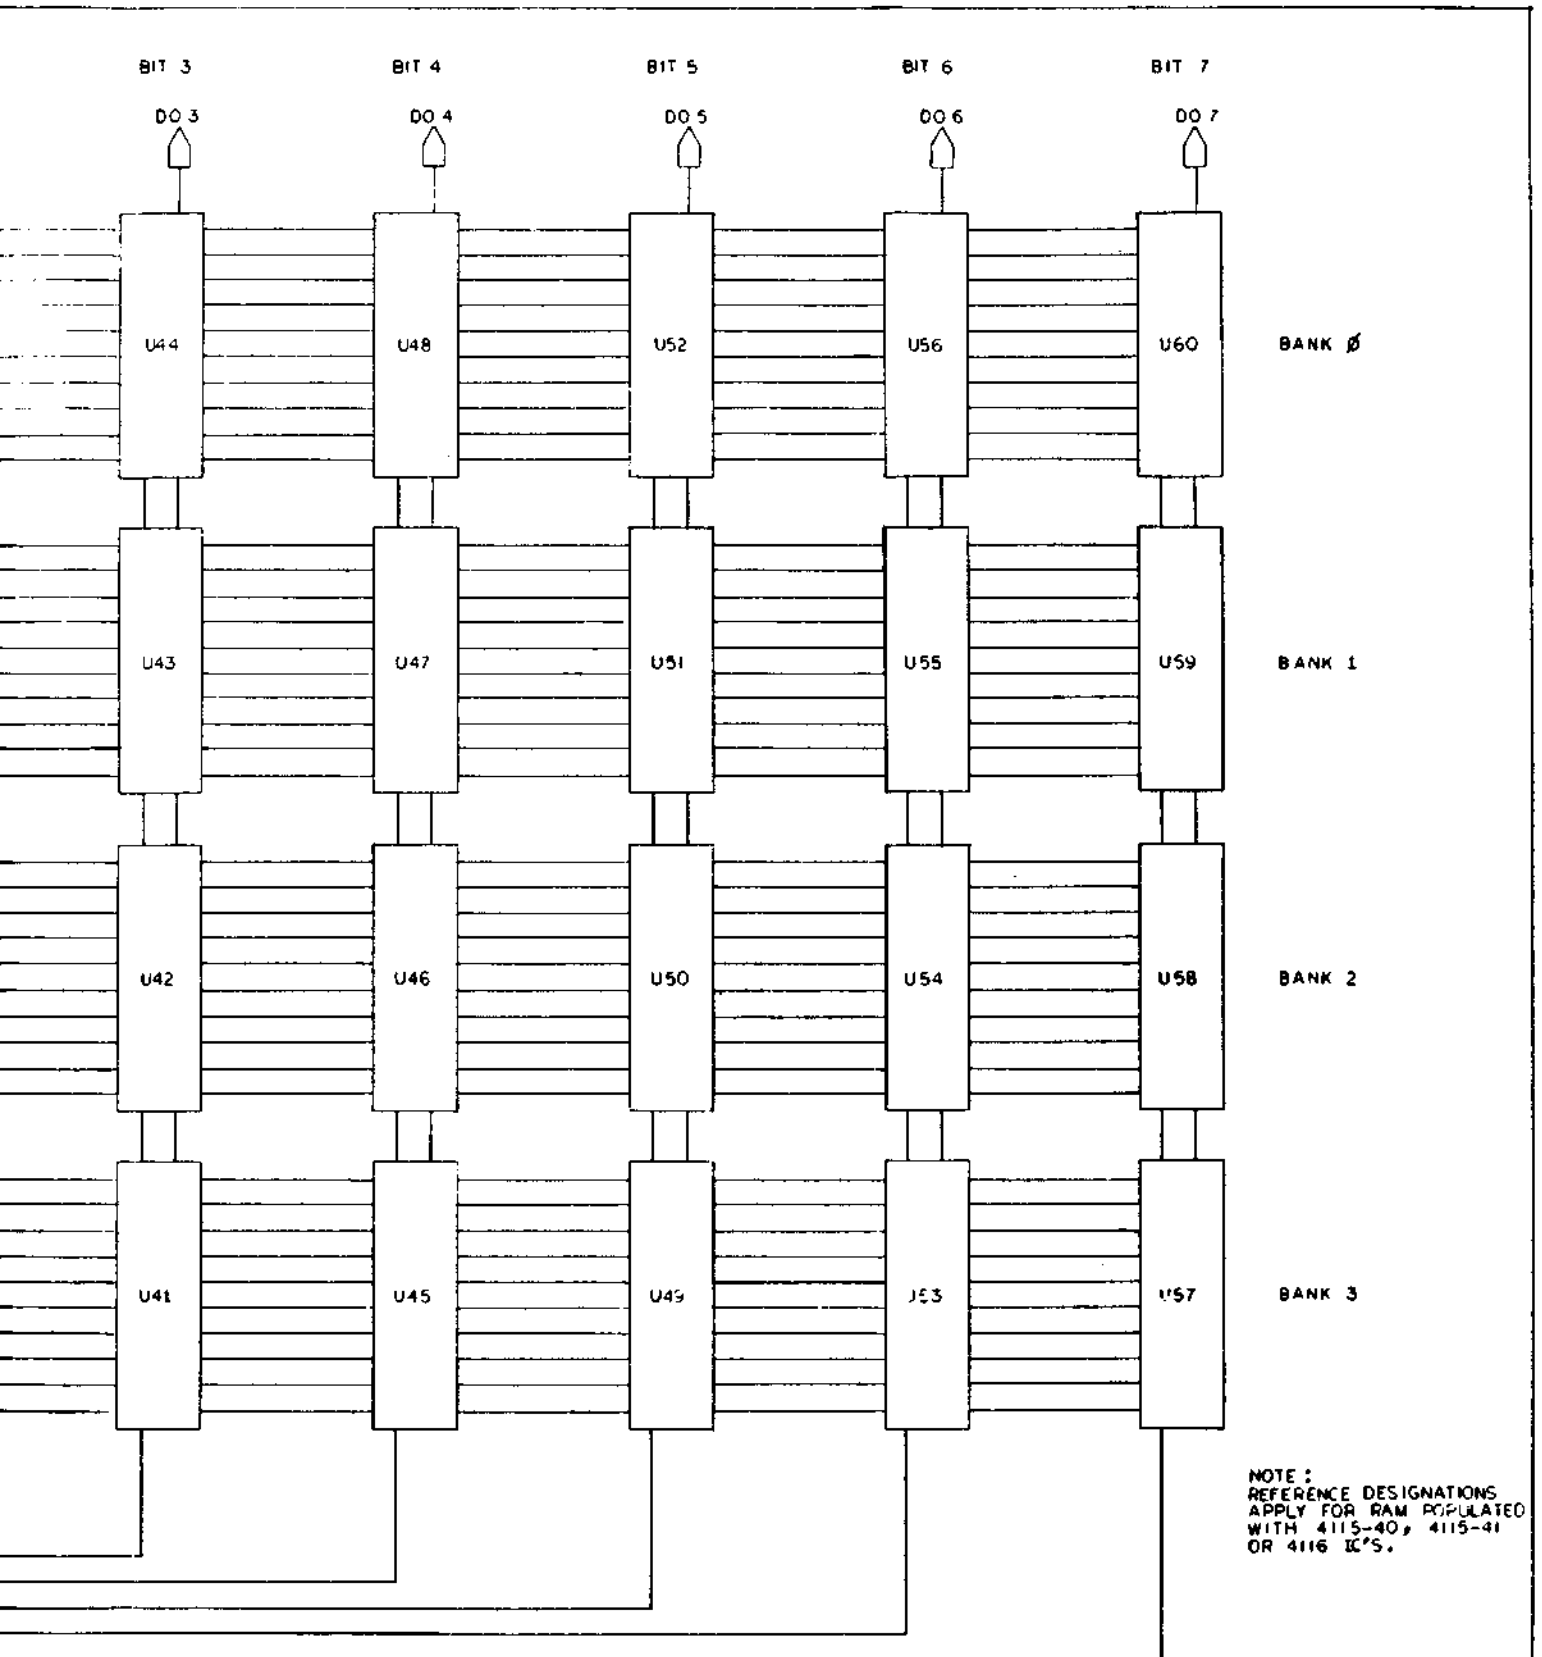 BIT 3 BIT 4 BIT 5 BIT 6 BIT 7
DO 3 DO 4 DO 5 DO 6 DO 7
U44 U48 U52 U56 U60 BANK Ø
U43 U47 U51 U55 U59 BANK 1
U42 U46 U50 U54 U58 BANK 2
U41 U45 U49 U53 U57 BANK 3
NOTE:
REFERENCE DESIGNATIONS
APPLY FOR RAM POPULATED
WITH 4115-40, 4115-41
OR 4116 IC'S.